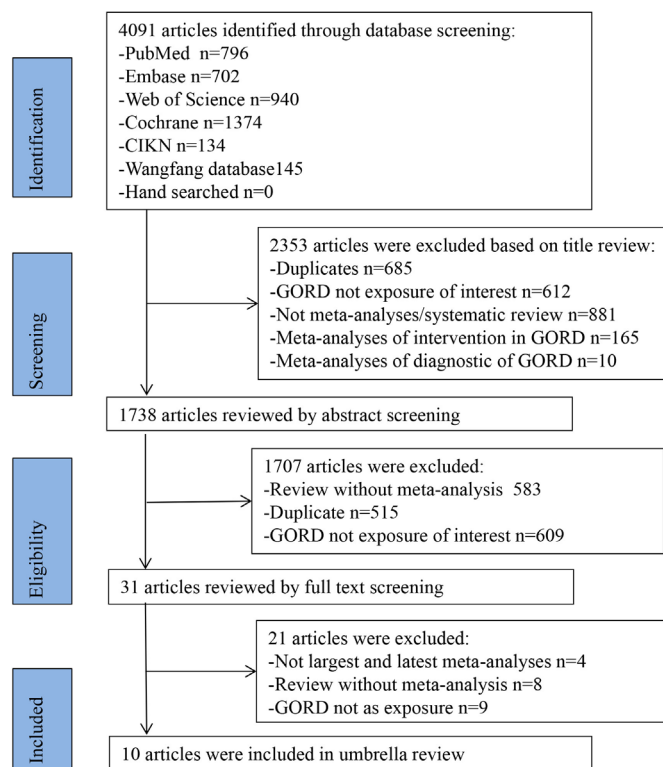 4091 articles identified through database screening:
-PubMed n=796
-Embase n=702
-Web of Science n=940
-Cochrane n=1374
-CIKN n=134
-Wangfang database145
-Hand searched n=0
Identification
2353 articles were excluded based on title review:
-Duplicates n=685
-GORD not exposure of interest n=612
-Not meta-analyses/systematic review n=881
-Meta-analyses of intervention in GORD n=165
-Meta-analyses of diagnostic of GORD n=10
Screening
1738 articles reviewed by abstract screening
1707 articles were excluded:
-Review without meta-analysis 583
-Duplicate n=515
-GORD not exposure of interest n=609
Eligibility
31 articles reviewed by full text screening
21 articles were excluded:
-Not largest and latest meta-analyses n=4
-Review without meta-analysis n=8
-GORD not as exposure n=9
Included
10 articles were included in umbrella review